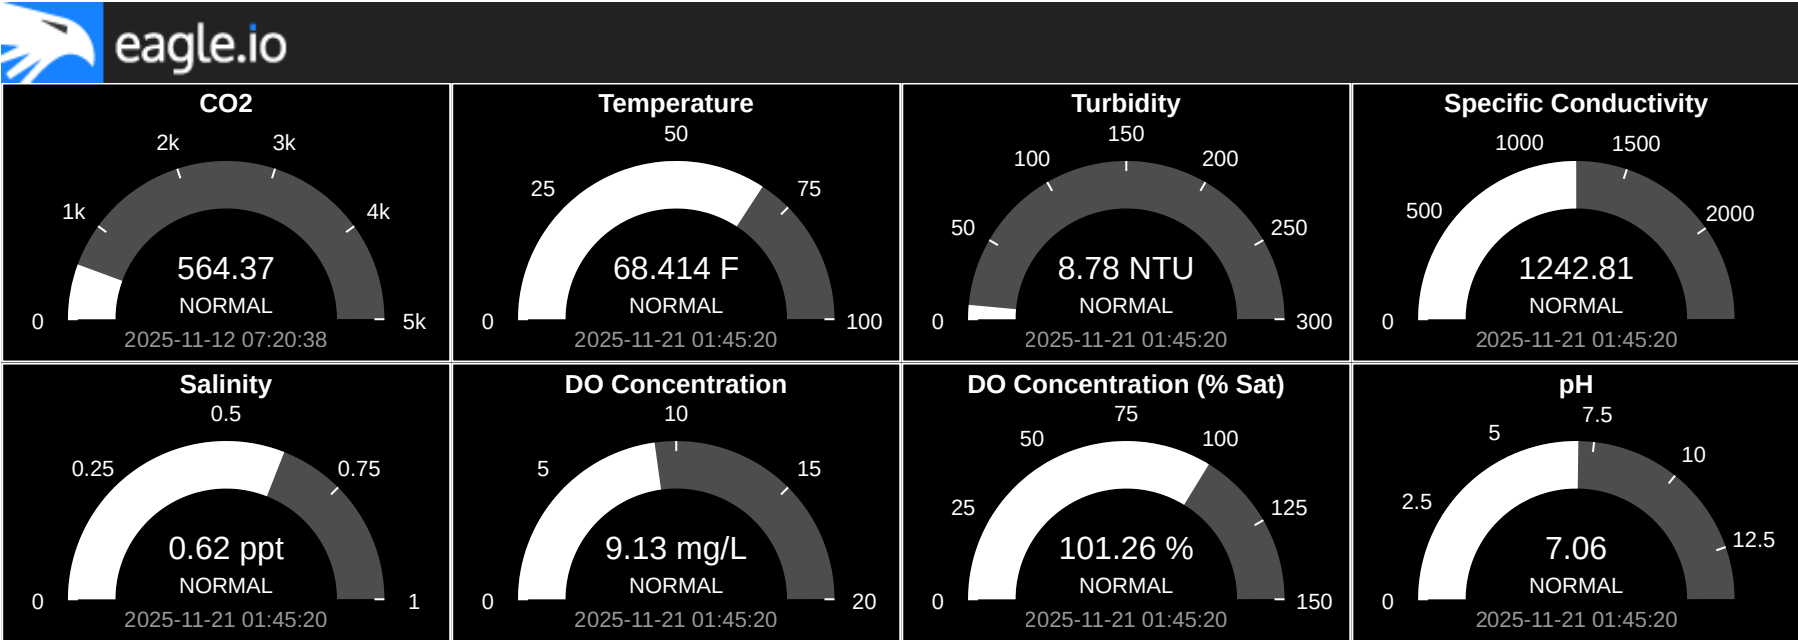 eagle.io
CO2
2k 3k
1k 4k
564.37
NORMAL
0 5k
2025-11-12 07:20:38
Temperature
50
25 75
68.414 F
NORMAL
0 100
2025-11-21 01:45:20
Turbidity
150
100 200
50 250
8.78 NTU
NORMAL
0 300
2025-11-21 01:45:20
Specific Conductivity
1000 1500
500 2000
1242.81
NORMAL
0
2025-11-21 01:45:20
Salinity
0.5
0.25 0.75
0.62 ppt
NORMAL
0 1
2025-11-21 01:45:20
DO Concentration
10
5 15
9.13 mg/L
NORMAL
0 20
2025-11-21 01:45:20
DO Concentration (% Sat)
75
50 100
25 125
101.26 %
NORMAL
0 150
2025-11-21 01:45:20
pH
7.5
5 10
2.5 12.5
7.06
NORMAL
0
2025-11-21 01:45:20